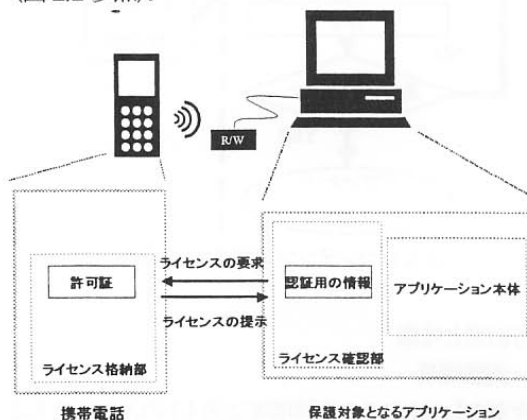 R/W
ライセンスの要求
許可証
認証用の情報
アプリケーション本体
ライセンスの提示
ライセンス格納部
ライセンス確認部
携帯電話
保護対象となるアプリケーション